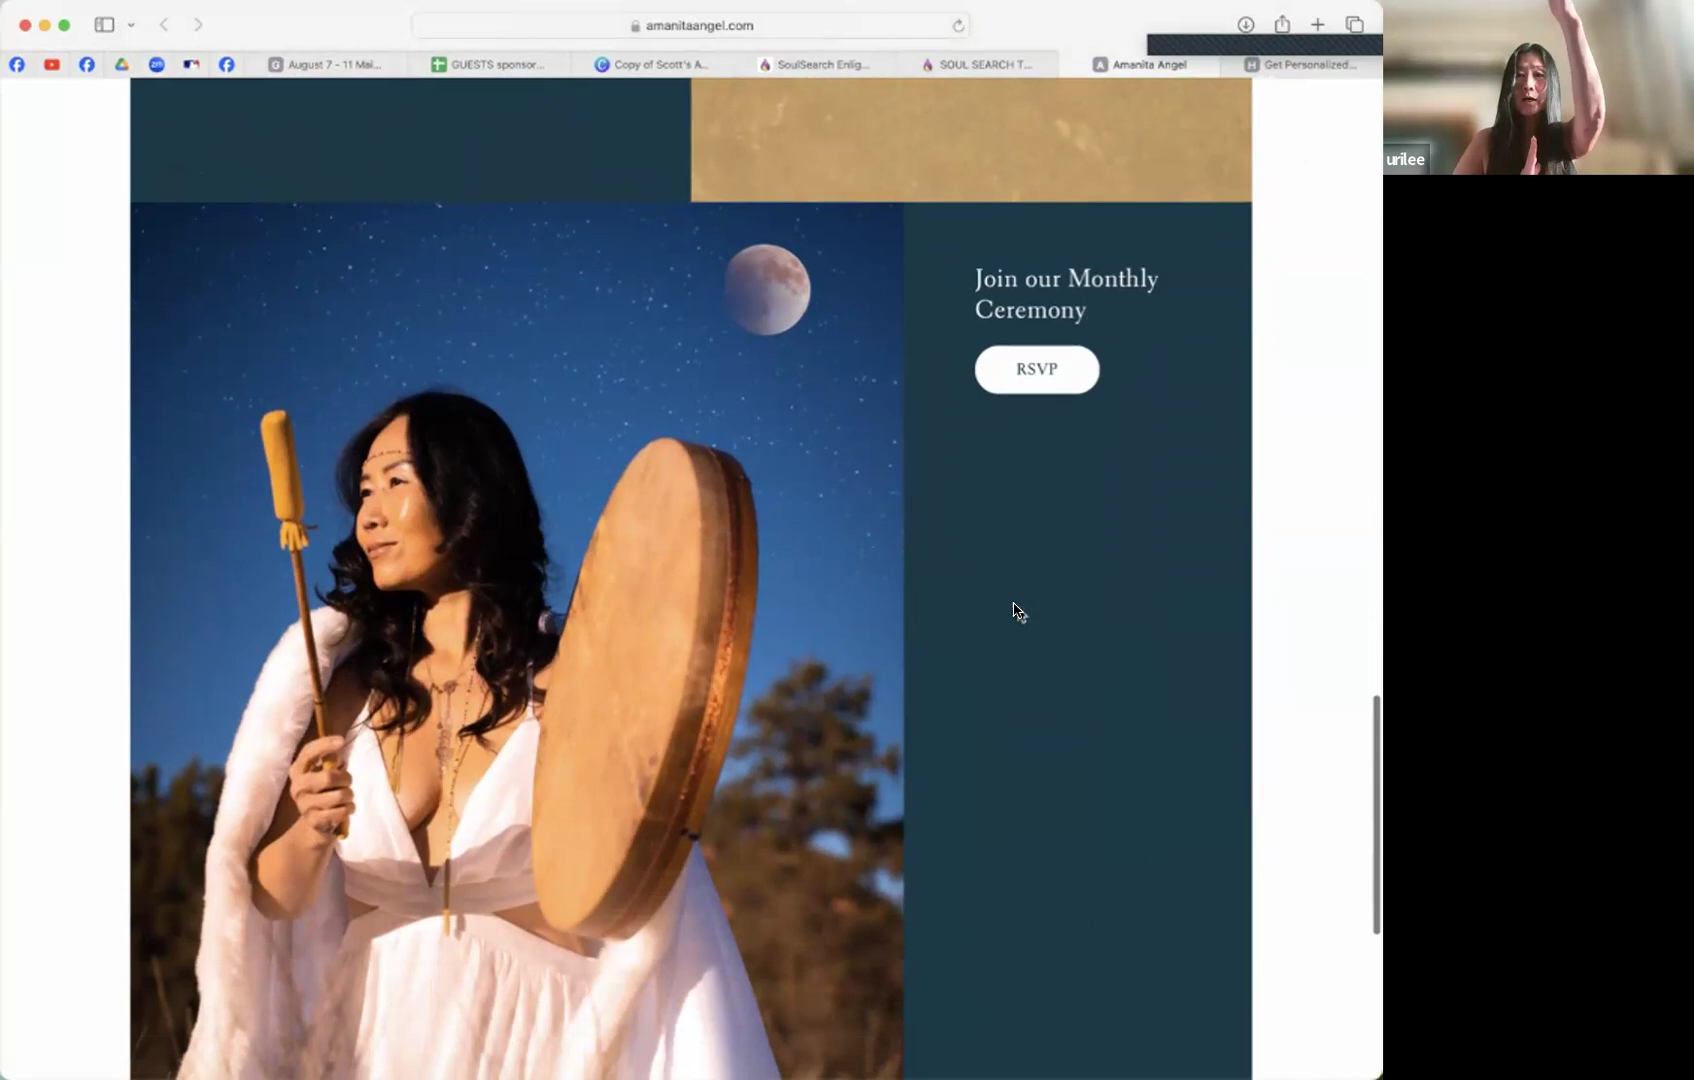 amanitaangel.com
August 7 - 11 Mai...
GUESTS sponsor...
Copy of Scott's A...
SoulSearch Enlig...
SOUL SEARCH T...
Amanita Angel
Get Personalized...
urilee
Join our Monthly
Ceremony
RSVP